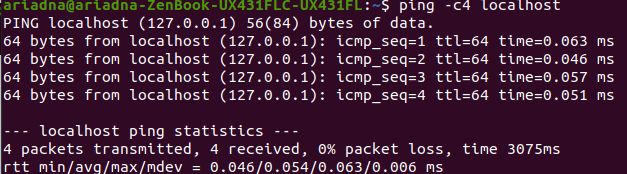 ariadna@ariadna-ZenBook-UX431FLC-UX431FL:~$ ping -c4 localhost
PING localhost (127.0.0.1) 56(84) bytes of data.
64 bytes from localhost (127.0.0.1): icmp_seq=1 ttl=64 time=0.063 ms
64 bytes from localhost (127.0.0.1): icmp_seq=2 ttl=64 time=0.046 ms
64 bytes from localhost (127.0.0.1): icmp_seq=3 ttl=64 time=0.057 ms
64 bytes from localhost (127.0.0.1): icmp_seq=4 ttl=64 time=0.051 ms
--- localhost ping statistics ---
4 packets transmitted, 4 received, 0% packet loss, time 3075ms
rtt min/avg/max/mdev = 0.046/0.054/0.063/0.006 ms